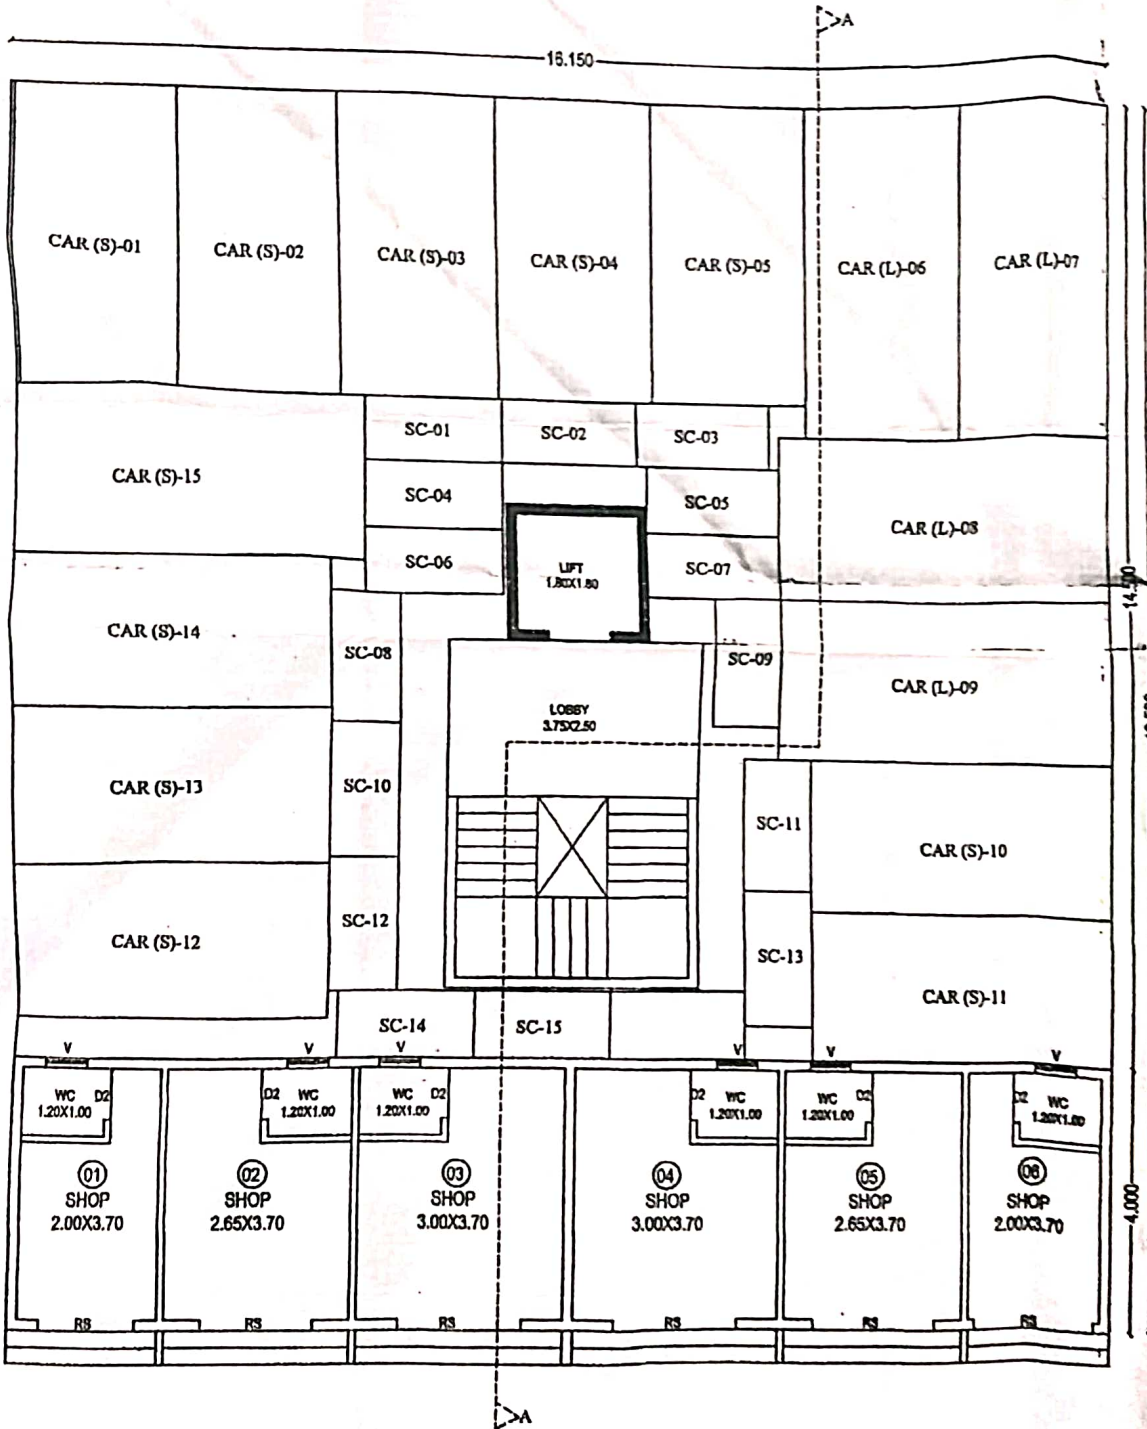 A
16.150
CAR (S)-01
CAR (S)-02
CAR (S)-03
CAR (S)-04
CAR (S)-05
CAR (L)-06
CAR (L)-07
SC-01
SC-02
SC-03
CAR (S)-15
SC-04
SC-05
CAR (L)-08
SC-06
LIFT
1.80X1.80
SC-07
14.500
CAR (S)-14
SC-08
SC-09
CAR (L)-09
LOBBY
3.75X2.50
CAR (S)-13
SC-10
SC-11
CAR (S)-10
CAR (S)-12
SC-12
SC-13
CAR (S)-11
SC-14
SC-15
V
V
V
V
V
V
WC
1.20X1.00
D2
D2
WC
1.20X1.00
WC
1.20X1.00
D2
D2
WC
1.20X1.00
WC
1.20X1.00
D2
D2
WC
1.20X1.00
01
SHOP
2.00X3.70
02
SHOP
2.65X3.70
03
SHOP
3.00X3.70
04
SHOP
3.00X3.70
05
SHOP
2.65X3.70
06
SHOP
2.00X3.70
4.000
RS
RS
RS
RS
RS
RS
A